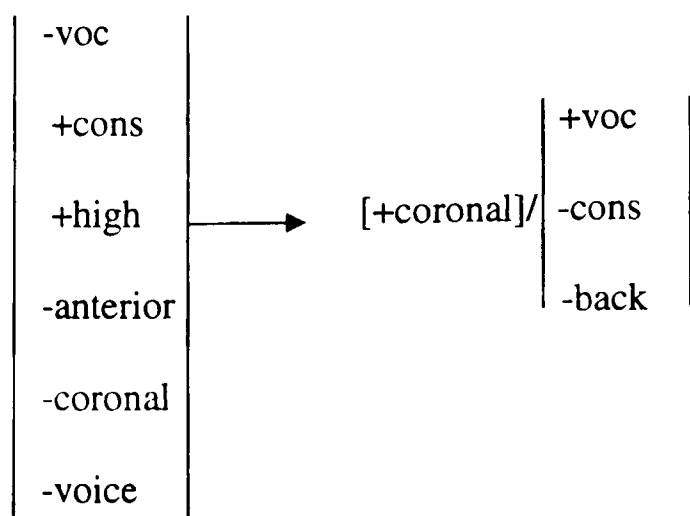 -voc
+cons
+high
-anterior
-coronal
-voice
[+coronal]/
+voc
-cons
-back